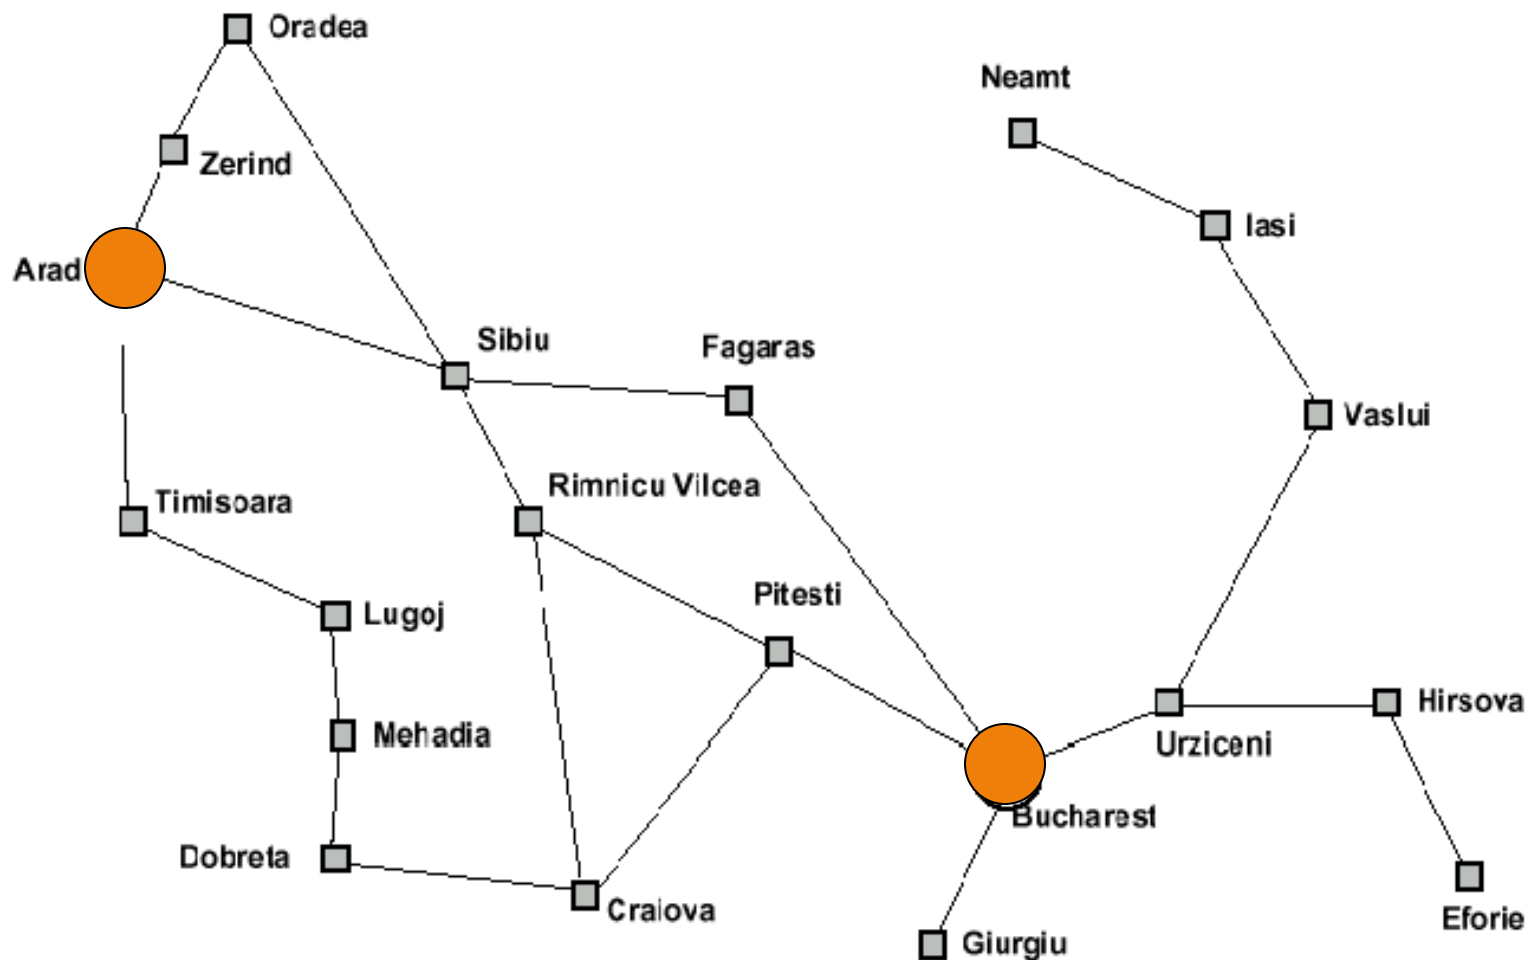 Oradea
Neamt
Zerind
Iasi
Arad
Sibiu
Fagaras
Vaslui
Rimnicu Vilcea
Timisoara
Pitesti
Lugoj
Hirsova
Mehadia
Urziceni
Bucharest
Dobreta
Craiova
Eforie
Giurgiu